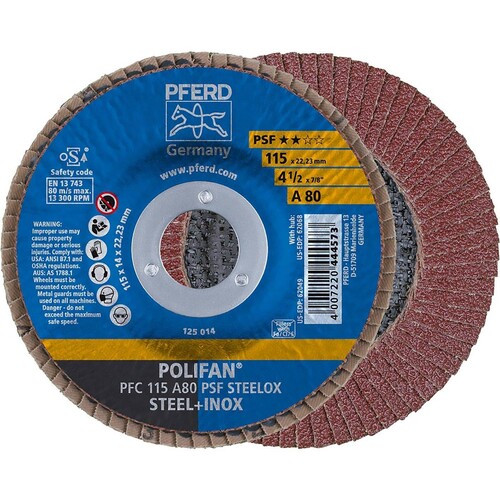 PFERD
Germany
www.pferd.com
PSF ★★☆☆
115 x 22,23 mm
4 1/2 x 7/8"
A 80
oSa
Safety code
EN 13 743
80 m/s max.
13 300 RPM
WARNING:
Improper use may
cause property
damage or serious
injuries. Comply with:
USA: ANSI B7.1 and
OSHA regulations.
AUS: AS 1788.1
Wheels must be
mounted correctly.
Metal guards must be
used on all machines.
Danger - do not
exceed the maximum
safe speed.
115 x 14 x 22,23 mm
125 014
With hub:
US-EDP: 62068
US-EDP: 62049
4 007220 444573
PFERD - Hauptstrasse 13
D-51709 Marienheide
GERMANY
POLIFAN®
PFC 115 A80 PSF STEELOX
STEEL+INOX